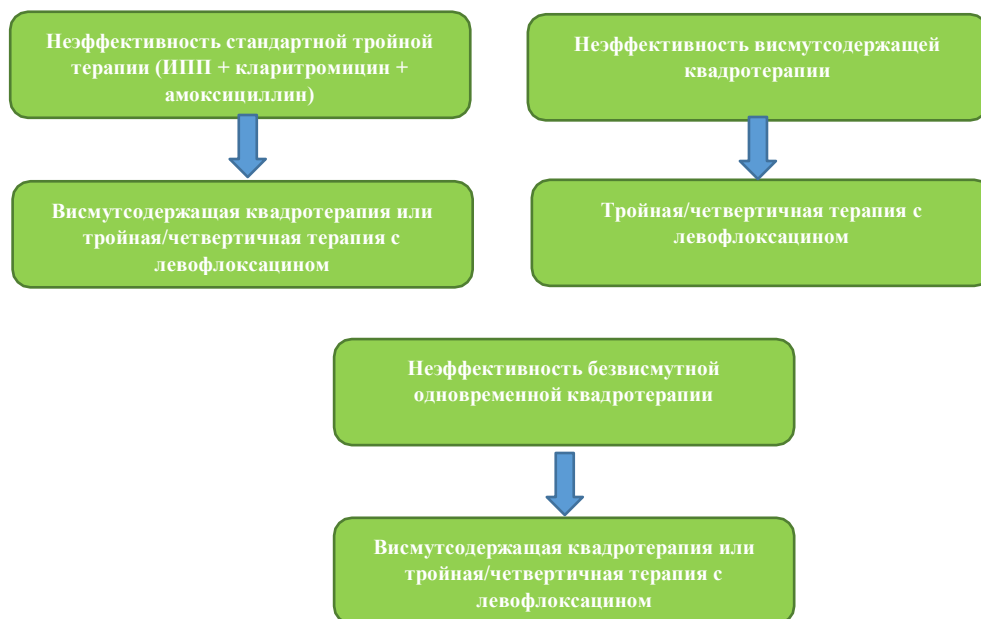 Неэффективность стандартной тройной
терапии (ИПП + кларитромицин +
амоксициллин)
Висмутсодержащая квадротерапия или
тройная/четвертичная терапия с
левофлоксацином
Неэффективность висмутсодержащей
квадротерапии
Тройная/четвертичная терапия с
левофлоксацином
Неэффективность безвисмутной
одновременной квадротерапии
Висмутсодержащая квадротерапия или
тройная/четвертичная терапия с
левофлоксацином